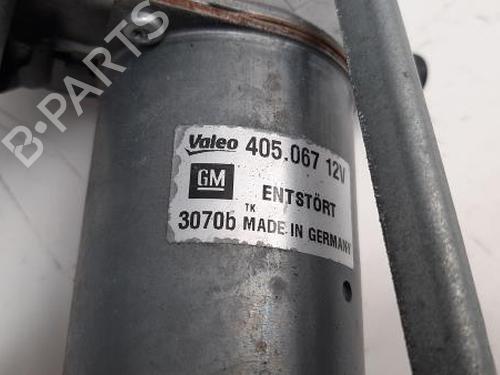 B-PARTS
Valeo 405.067 12V
GM ENTSTÖRT
TK
3070b MADE IN GERMANY